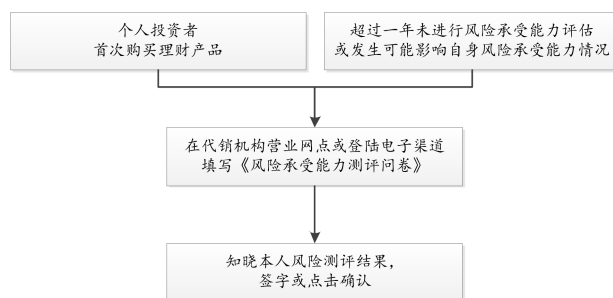 个人投资者
首次购买理财产品
超过一年未进行风险承受能力评估
或发生可能影响自身风险承受能力情况
在代销机构营业网点或登陆电子渠道
填写《风险承受能力测评问卷》
知晓本人风险测评结果，
签字或点击确认